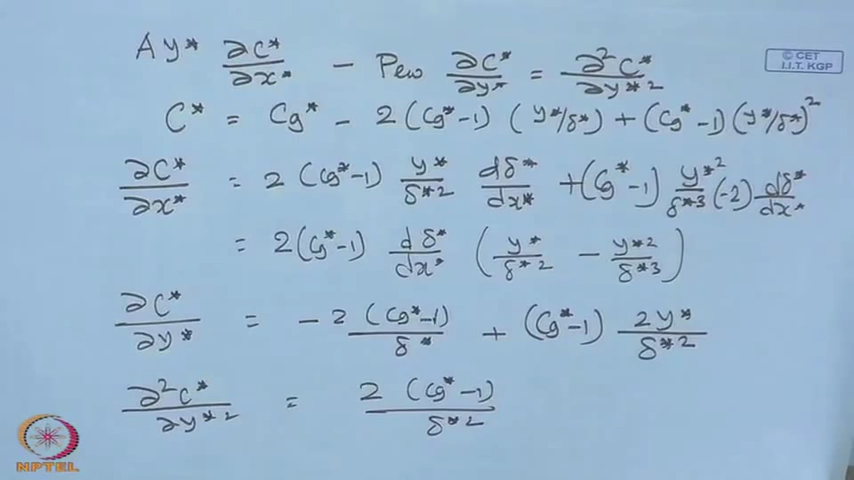 Ay* ∂C*/∂x* - Pew ∂C*/∂y* = ∂²C*/∂y*²
© CET
I.I.T. KGP
C* = Cg* - 2(Cg*-1) (y*/δ*) + (Cg*-1)(y*/δ*)²
∂C*/∂x* = 2(Cg*-1) y*/δ*² dδ*/dx* + (Cg*-1) y*²/δ*³ (-2) dδ*/dx*
= 2(Cg*-1) dδ*/dx* (y*/δ*² - y*²/δ*³)
∂C*/∂y* = -2(Cg*-1)/δ* + (Cg*-1) 2y*/δ*²
∂²C*/∂y*² = 2(Cg*-1)/δ*²
NPTEL